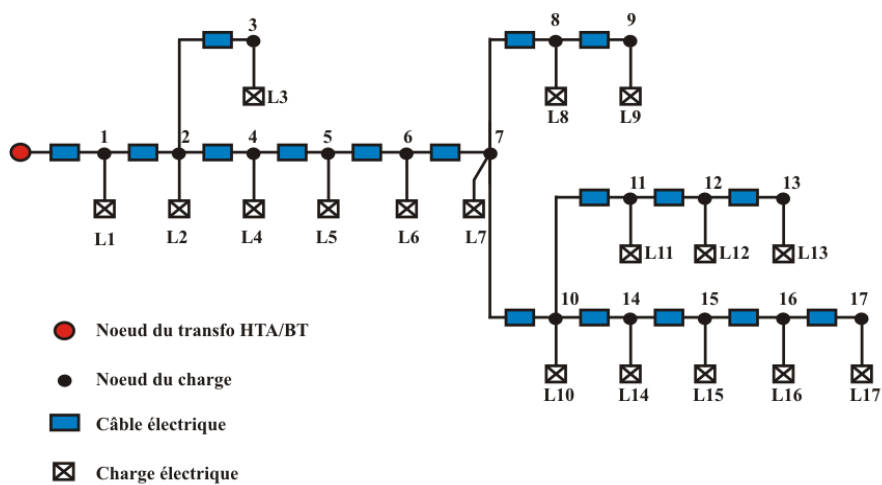 3
8
9
L3
L8
L9
1
2
4
5
6
7
L1
L2
L4
L5
L6
L7
11
12
13
L11
L12
L13
10
14
15
16
17
L10
L14
L15
L16
L17
Noeud du transfo HTA/BT
Noeud du charge
Câble électrique
Charge électrique